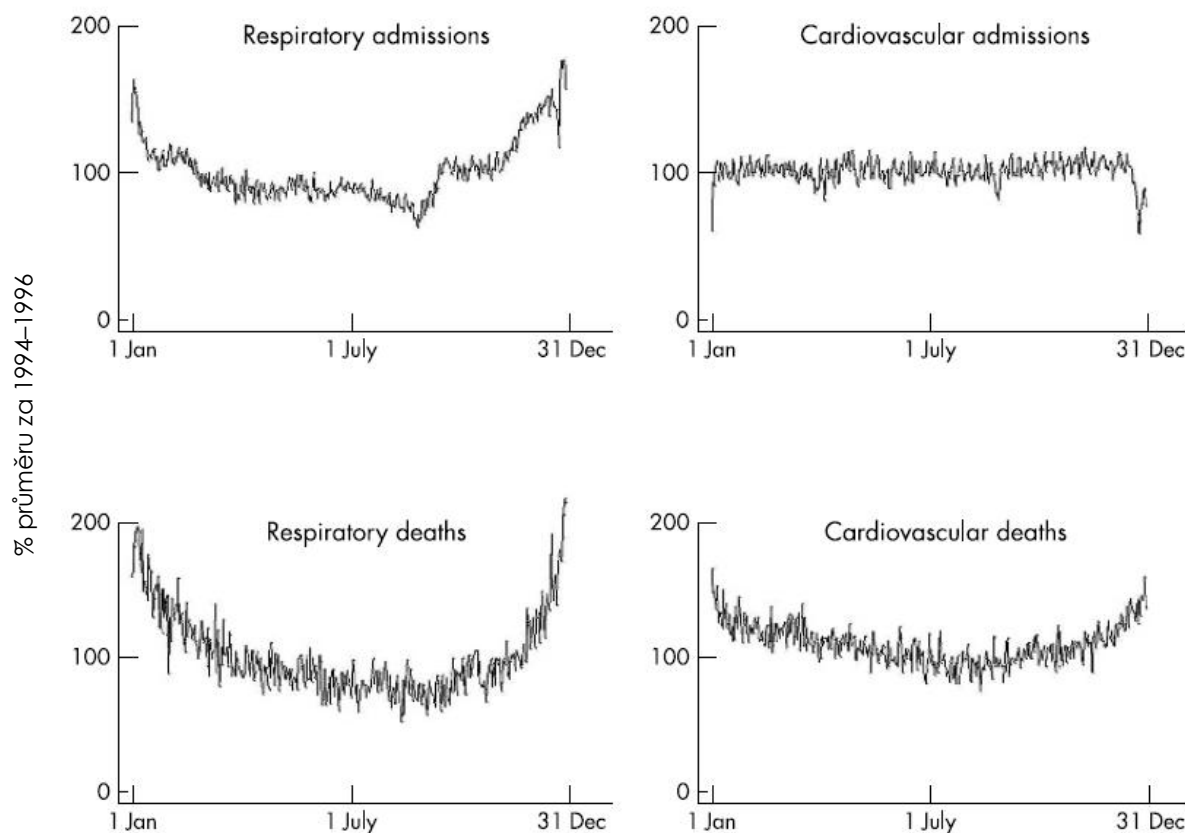 % průměru za 1994–1996
Respiratory admissions
200
100
0
1 Jan
1 July
31 Dec
Cardiovascular admissions
200
100
0
1 Jan
1 July
31 Dec
Respiratory deaths
200
100
0
1 Jan
1 July
31 Dec
Cardiovascular deaths
200
100
0
1 Jan
1 July
31 Dec